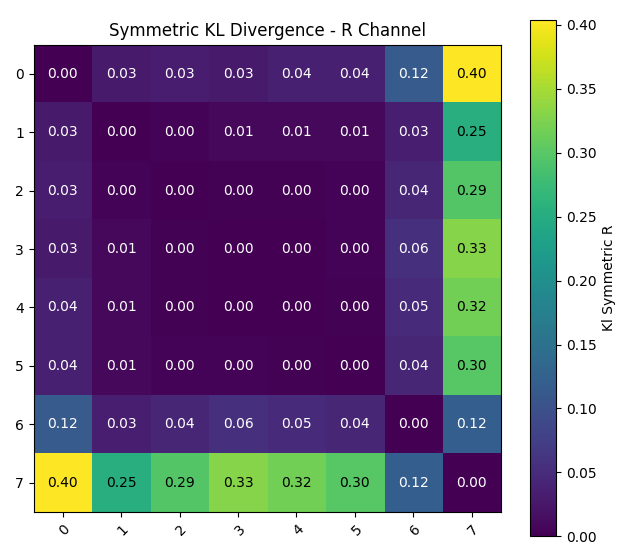 Symmetric KL Divergence - R Channel
0 0.00 0.03 0.03 0.03 0.04 0.04 0.12 0.40
1 0.03 0.00 0.00 0.01 0.01 0.01 0.03 0.25
2 0.03 0.00 0.00 0.00 0.00 0.00 0.04 0.29
3 0.03 0.01 0.00 0.00 0.00 0.00 0.06 0.33
4 0.04 0.01 0.00 0.00 0.00 0.00 0.05 0.32
5 0.04 0.01 0.00 0.00 0.00 0.00 0.04 0.30
6 0.12 0.03 0.04 0.06 0.05 0.04 0.00 0.12
7 0.40 0.25 0.29 0.33 0.32 0.30 0.12 0.00
0 1 2 3 4 5 6 7
0.40
0.35
0.30
0.25
0.20
0.15
0.10
0.05
0.00
Kl Symmetric R